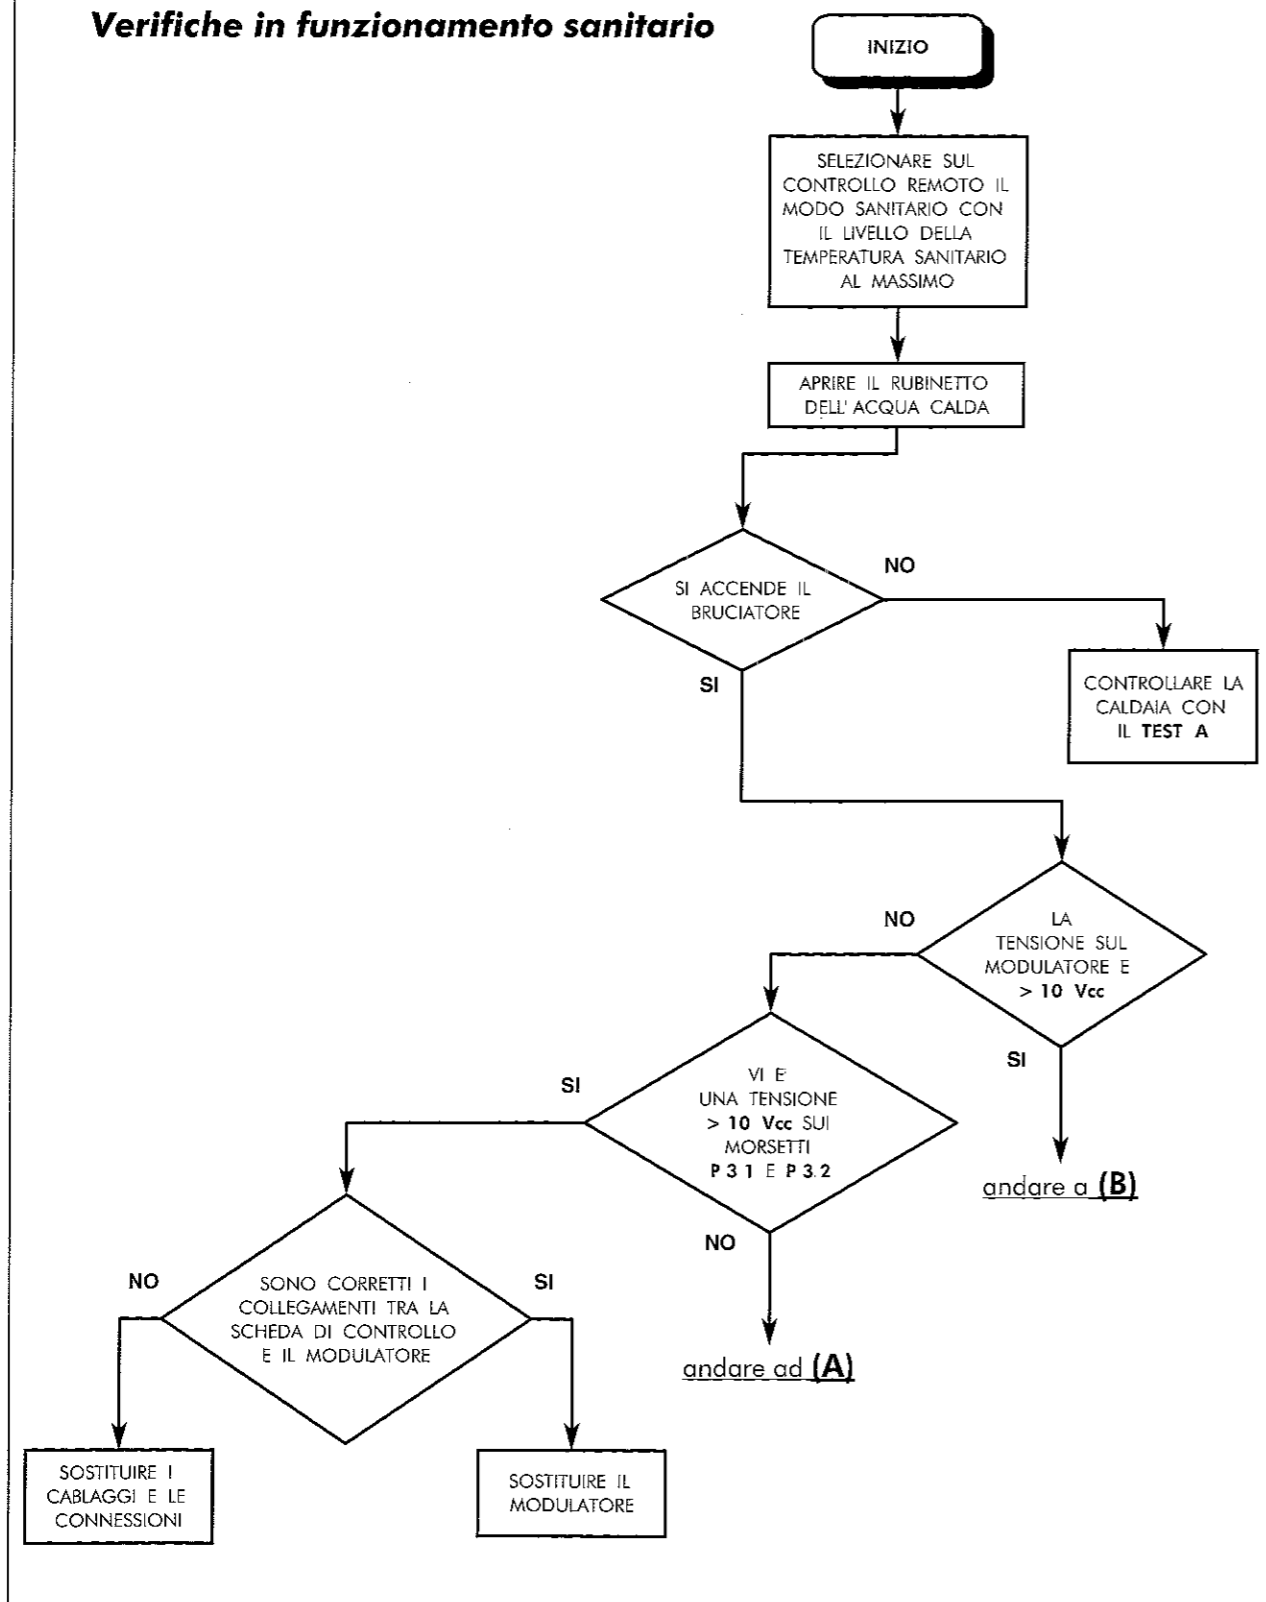 Verifiche in funzionamento sanitario
INIZIO
SELEZIONARE SUL
CONTROLLO REMOTO IL
MODO SANITARIO CON
IL LIVELLO DELLA
TEMPERATURA SANITARIO
AL MASSIMO
APRIRE IL RUBINETTO
DELL'ACQUA CALDA
SI ACCENDE IL
BRUCIATORE
NO
SI
CONTROLLARE LA
CALDAIA CON
IL TEST A
LA
TENSIONE SUL
MODULATORE E
> 10 Vcc
NO
SI
andare a (B)
VI E'
UNA TENSIONE
> 10 Vcc SUI
MORSETTI
P 3 1 E P 3.2
SI
NO
andare ad (A)
SONO CORRETTI I
COLLEGAMENTI TRA LA
SCHEDA DI CONTROLLO
E IL MODULATORE
NO
SI
SOSTITUIRE I
CABLAGGI E LE
CONNESSIONI
SOSTITUIRE IL
MODULATORE